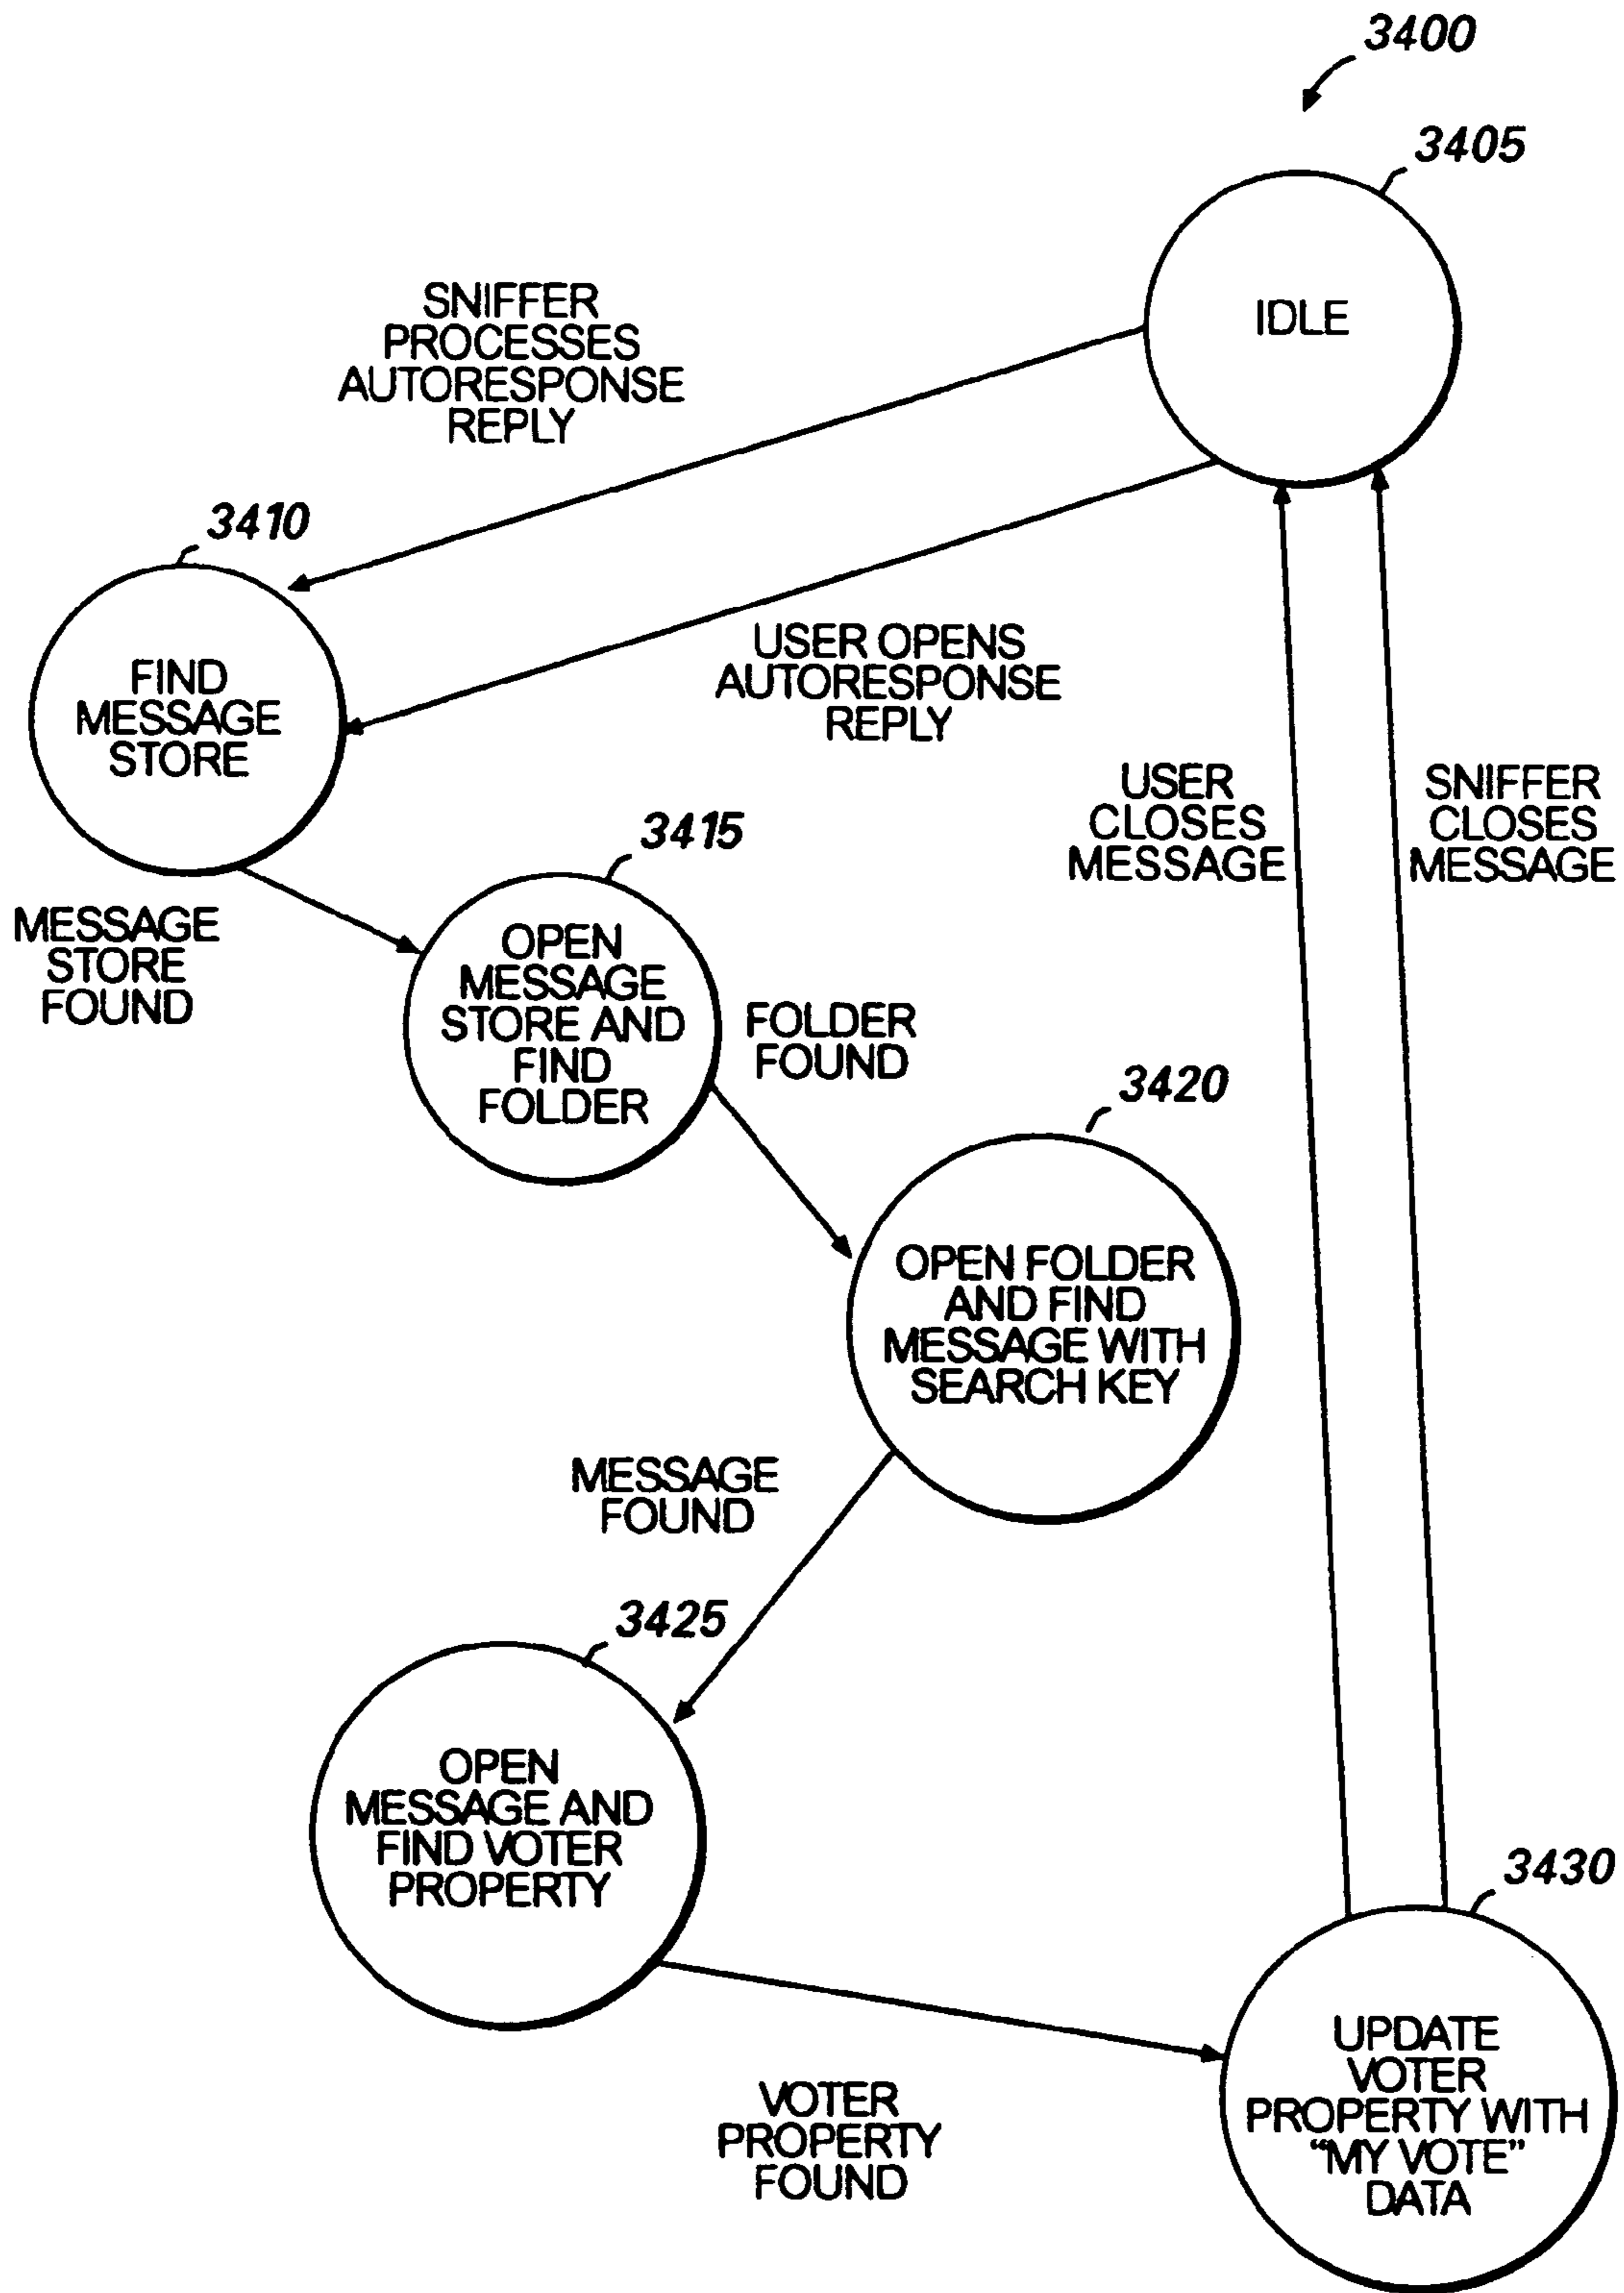 3400
3405
IDLE
SNIFFER
PROCESSES
AUTORESPONSE
REPLY
3410
USER OPENS
AUTORESPONSE
REPLY
FIND
MESSAGE
STORE
USER
CLOSES
MESSAGE
SNIFFER
CLOSES
MESSAGE
3415
MESSAGE
STORE
FOUND
OPEN
MESSAGE
STORE AND
FIND
FOLDER
FOLDER
FOUND
3420
OPEN FOLDER
AND FIND
MESSAGE WITH
SEARCH KEY
MESSAGE
FOUND
3425
OPEN
MESSAGE AND
FIND VOTER
PROPERTY
3430
VOTER
PROPERTY
FOUND
UPDATE
VOTER
PROPERTY WITH
“MY VOTE”
DATA